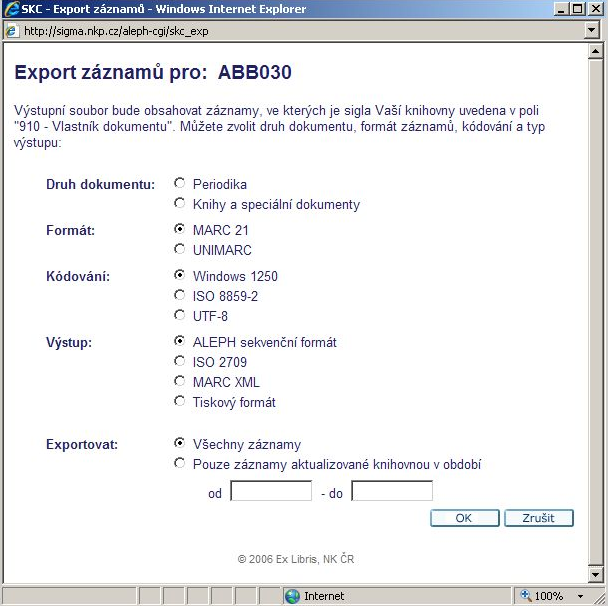 SKC - Export záznamů - Windows Internet Explorer
http://sigma.nkp.cz/aleph-cgi/skc_exp
Export záznamů pro: ABB030
Výstupní soubor bude obsahovat záznamy, ve kterých je sigla Vaší knihovny uvedena v poli
"910 - Vlastník dokumentu". Můžete zvolit druh dokumentu, formát záznamů, kódování a typ
výstupu:
Druh dokumentu: Periodika
Knihy a speciální dokumenty
Formát: MARC 21
UNIMARC
Kódování: Windows 1250
ISO 8859-2
UTF-8
Výstup: ALEPH sekvenční formát
ISO 2709
MARC XML
Tiskový formát
Exportovat: Všechny záznamy
Pouze záznamy aktualizované knihovnou v období
od - do
OK Zrušit
© 2006 Ex Libris, NK ČR
Internet 100%